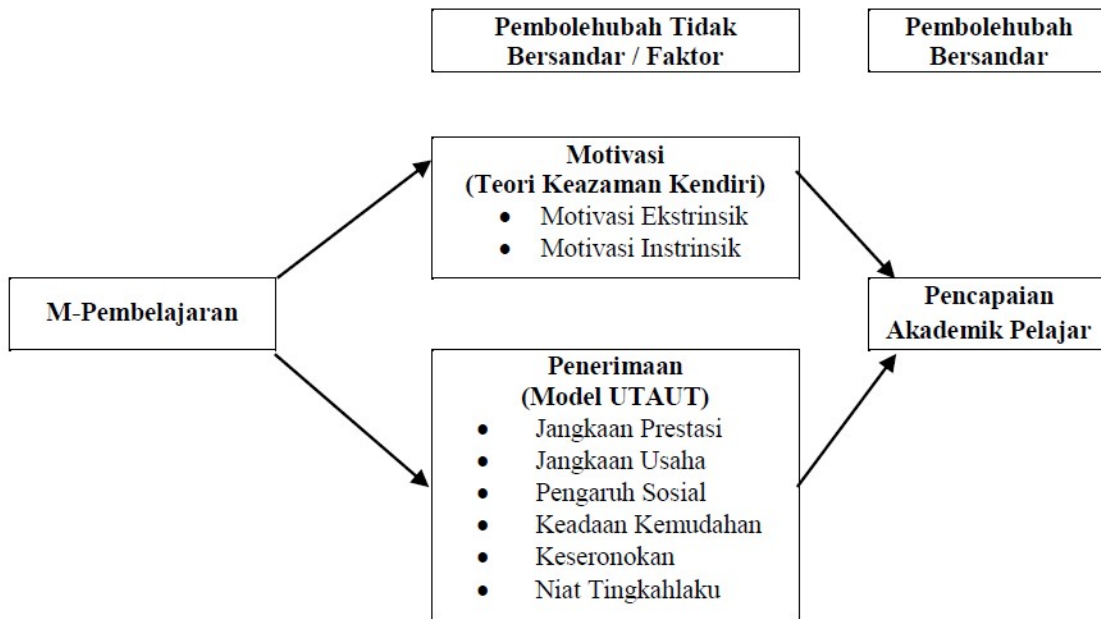 Pembolehubah Tidak
Bersandar / Faktor
Pembolehubah
Bersandar
Motivasi
(Teori Keazaman Kendiri)
• Motivasi Ekstrinsik
• Motivasi Instrinsik
M-Pembelajaran
Pencapaian
Akademik Pelajar
Penerimaan
(Model UTAUT)
• Jangkaan Prestasi
• Jangkaan Usaha
• Pengaruh Sosial
• Keadaan Kemudahan
• Keseronokan
• Niat Tingkahlaku